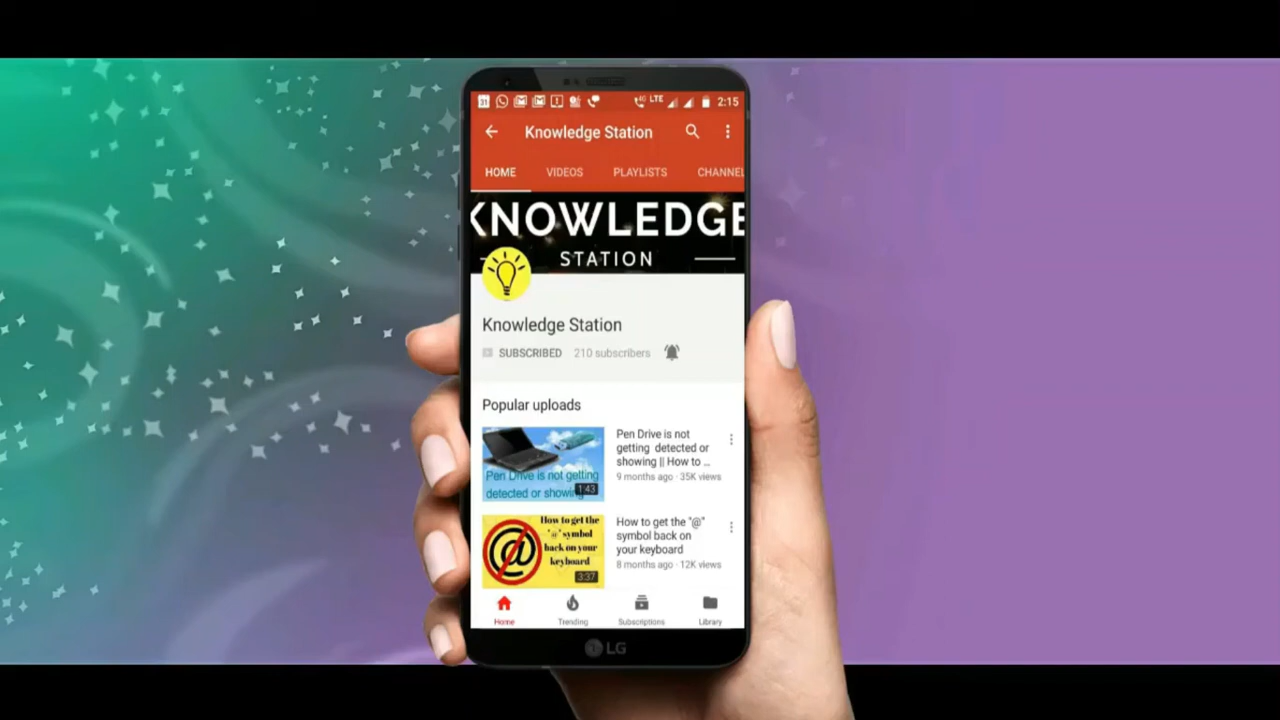 31
4G LTE 2:15
Knowledge Station
HOME VIDEOS PLAYLISTS CHANNEL
KNOWLEDGE
STATION
Knowledge Station
SUBSCRIBED 210 subscribers
Popular uploads
Pen Drive is not getting
detected or showing
1:43
Pen Drive is not
getting detected or
showing || How to ...
9 months ago · 35K views
How to get the
"@" symbol
back on your
keyboard
3:37
How to get the "@"
symbol back on
your keyboard
8 months ago · 12K views
Home Trending Subscriptions Library
LG